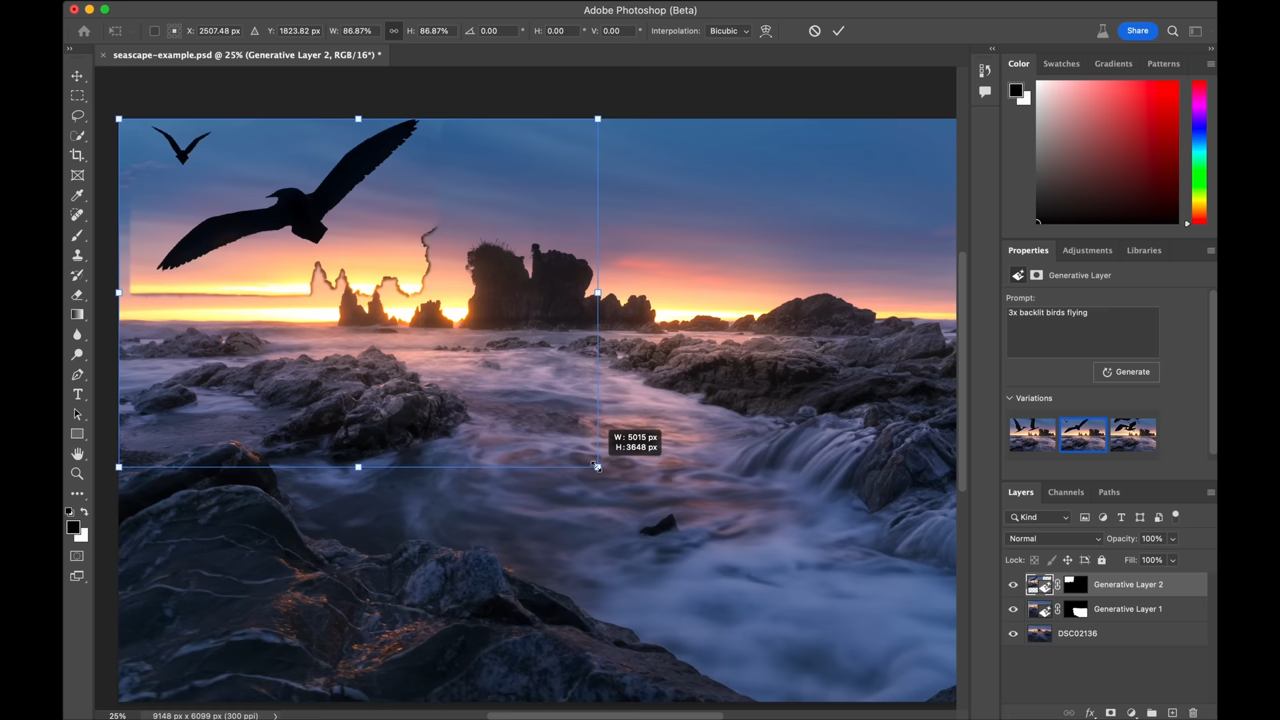 Adobe Photoshop (Beta)
X: 2507.48 px Y: 1823.82 px W: 86.87% H: 86.87% 0.00 ° H: 0.00 ° V: 0.00 ° Interpolation: Bicubic Share
seascape-example.psd @ 25% (Generative Layer 2, RGB/16*) *
Color Swatches Gradients Patterns
Properties Adjustments Libraries
Generative Layer
Prompt:
3x backlit birds flying
Generate
Variations
W: 5015 px
H: 3648 px
Layers Channels Paths
Kind
Normal Opacity: 100%
Lock: Fill: 100%
Generative Layer 2
Generative Layer 1
DSC02136
25% 9148 px x 6099 px (300 ppi)